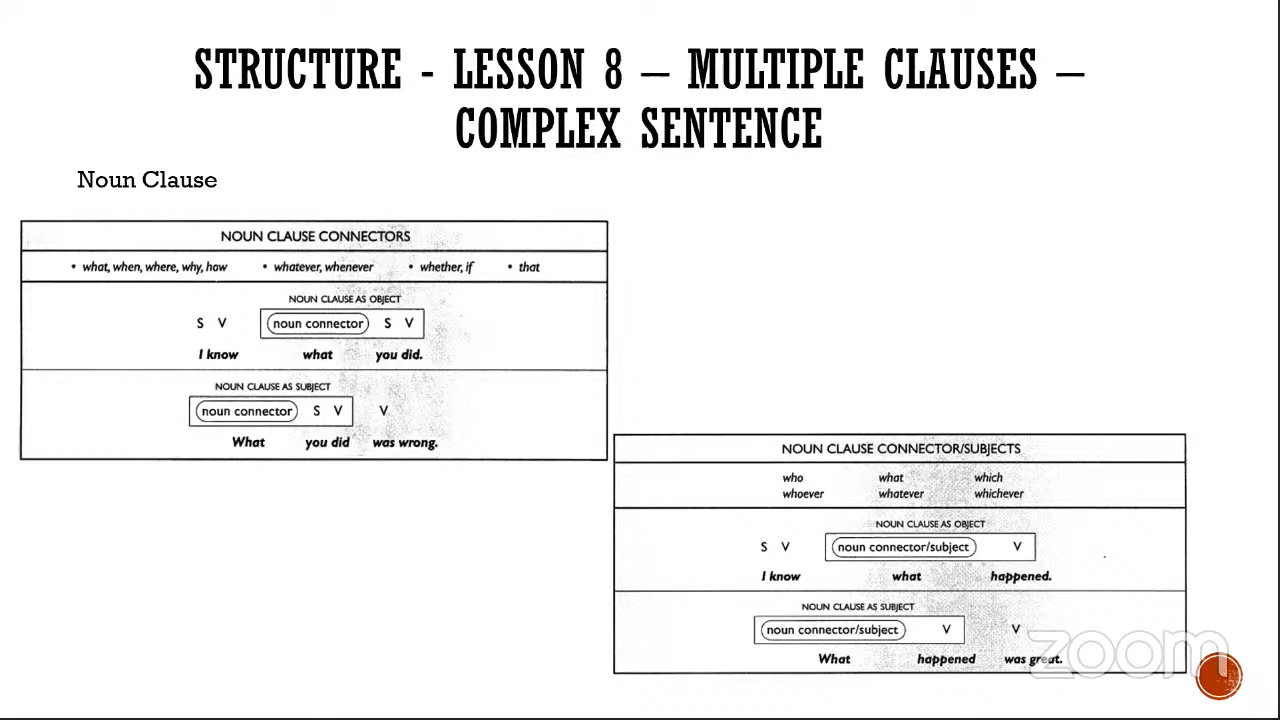 STRUCTURE - LESSON 8 – MULTIPLE CLAUSES –
COMPLEX SENTENCE
Noun Clause
NOUN CLAUSE CONNECTORS
• what, when, where, why, how • whatever, whenever • whether, if • that
NOUN CLAUSE AS OBJECT
S V noun connector S V
I know what you did.
NOUN CLAUSE AS SUBJECT
noun connector S V V
What you did was wrong.
NOUN CLAUSE CONNECTOR/SUBJECTS
who what which
whoever whatever whichever
NOUN CLAUSE AS OBJECT
S V noun connector/subject V
I know what happened.
NOUN CLAUSE AS SUBJECT
noun connector/subject V V
What happened was great.
zoom